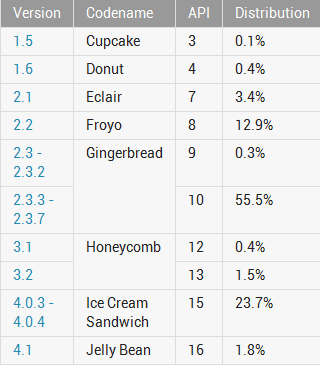 Version Codename API Distribution
1.5 Cupcake 3 0.1%
1.6 Donut 4 0.4%
2.1 Eclair 7 3.4%
2.2 Froyo 8 12.9%
2.3 - Gingerbread 9 0.3%
2.3.2
2.3.3 - 10 55.5%
2.3.7
3.1 Honeycomb 12 0.4%
3.2 13 1.5%
4.0.3 - Ice Cream 15 23.7%
4.0.4 Sandwich
4.1 Jelly Bean 16 1.8%